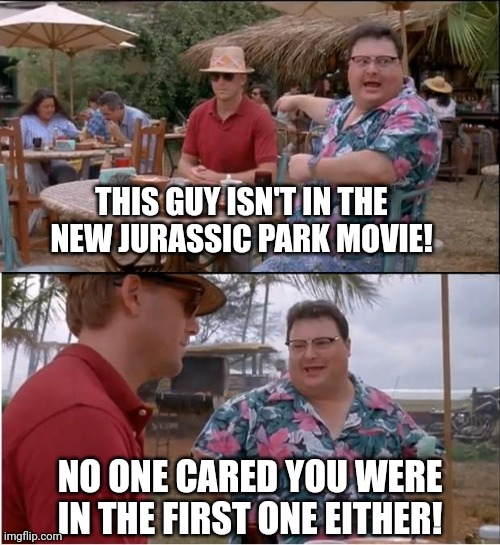 THIS GUY ISN'T IN THE
NEW JURASSIC PARK MOVIE!
NO ONE CARED YOU WERE
IN THE FIRST ONE EITHER!
imgflip.com